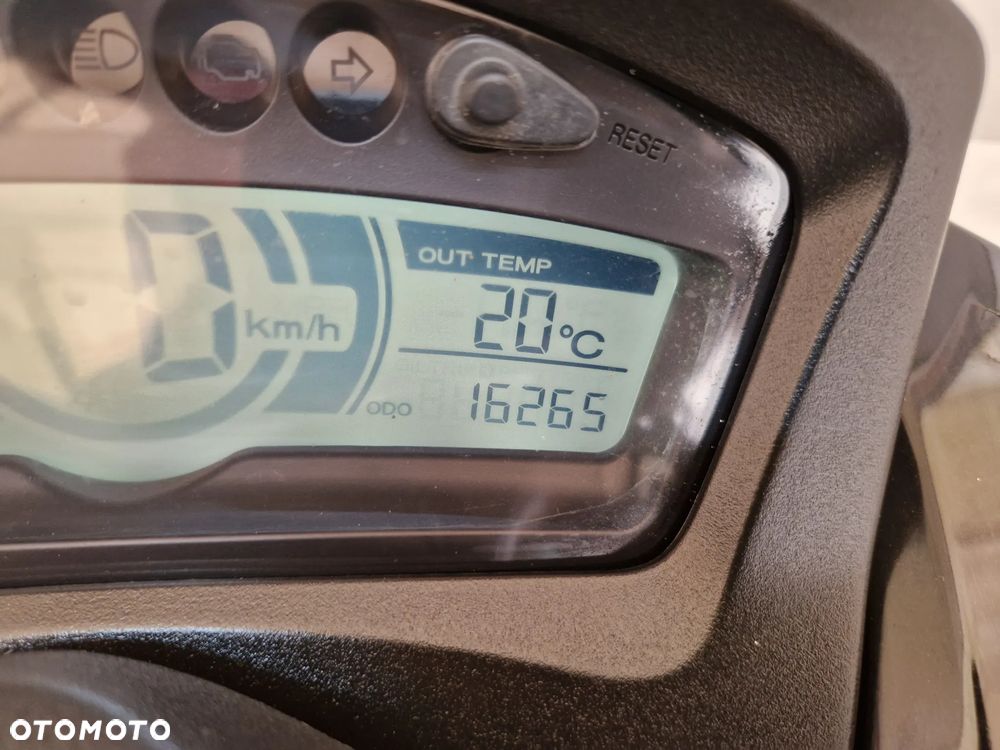 RESET
OUT TEMP
20°C
0 km/h
ODO 16265
OTOMOTO